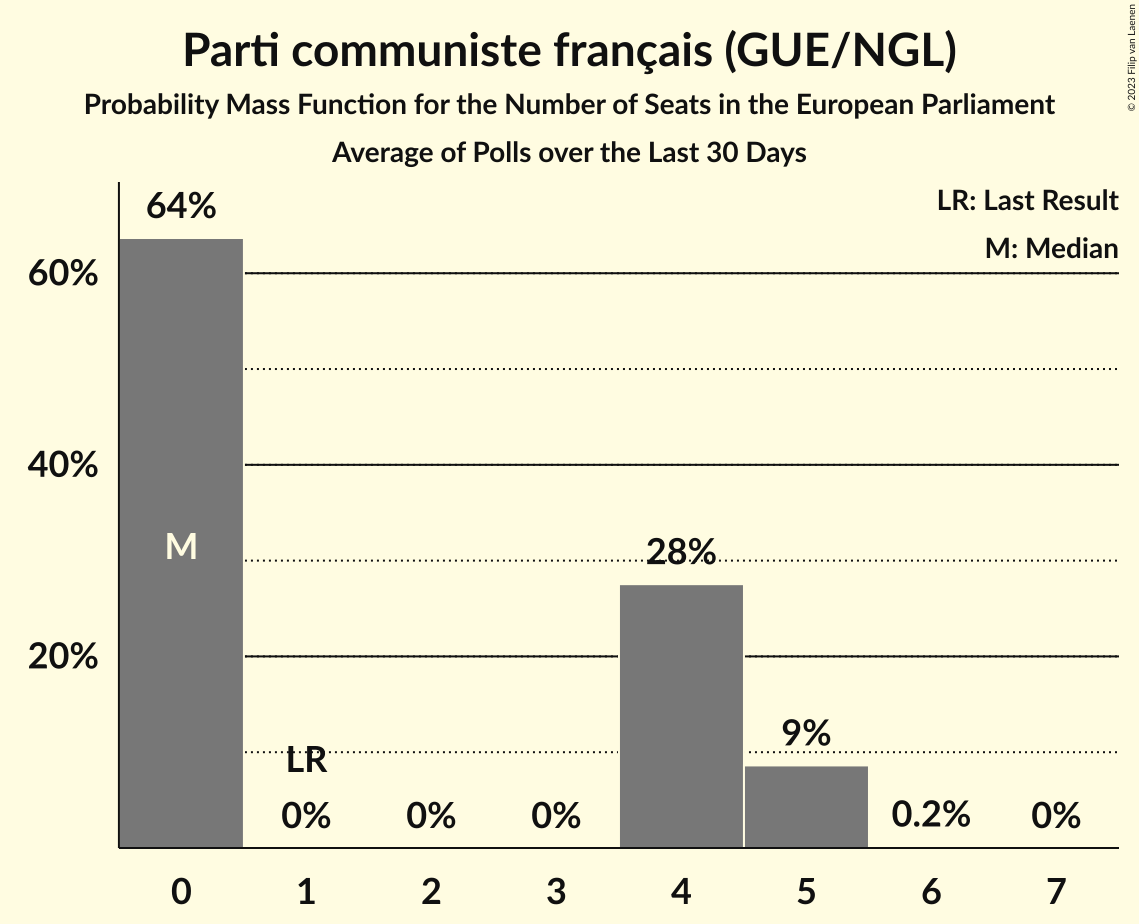 Parti communiste français (GUE/NGL)
Probability Mass Function for the Number of Seats in the European Parliament
Average of Polls over the Last 30 Days
© 2023 Filip van Laenen
LR: Last Result
M: Median
64%
60%
40%
20%
M
LR
0%
0%
0%
28%
9%
0.2%
0%
0 1 2 3 4 5 6 7